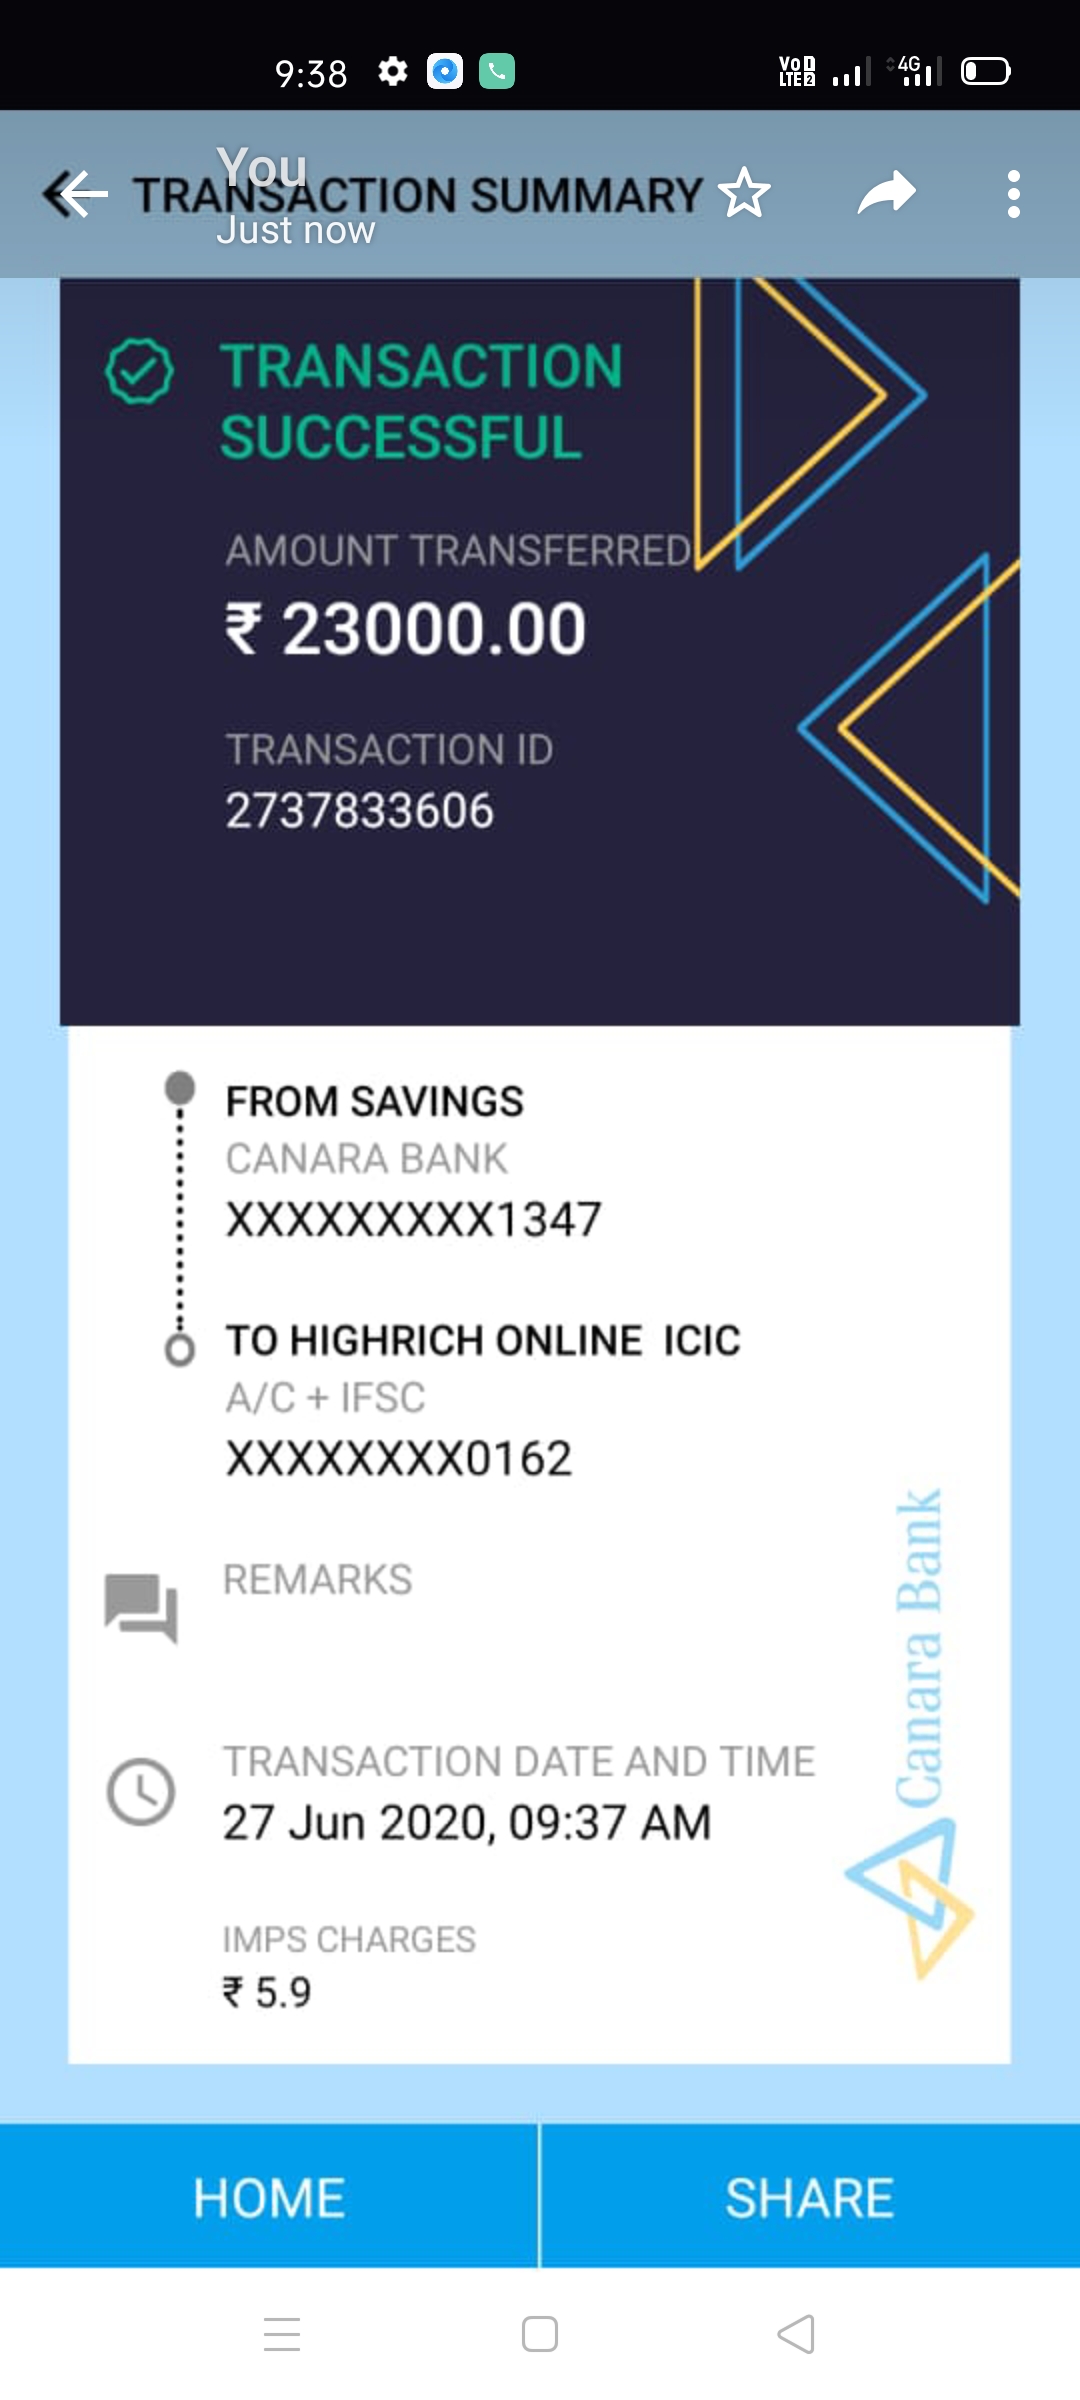 9:38
VoD LTE2 4G
You
TRANSACTION SUMMARY
Just now
TRANSACTION
SUCCESSFUL
AMOUNT TRANSFERRED
₹ 23000.00
TRANSACTION ID
2737833606
FROM SAVINGS
CANARA BANK
XXXXXXXXX1347
TO HIGHRICH ONLINE ICIC
A/C + IFSC
XXXXXXXX0162
REMARKS
TRANSACTION DATE AND TIME
27 Jun 2020, 09:37 AM
IMPS CHARGES
₹ 5.9
Canara Bank
HOME
SHARE